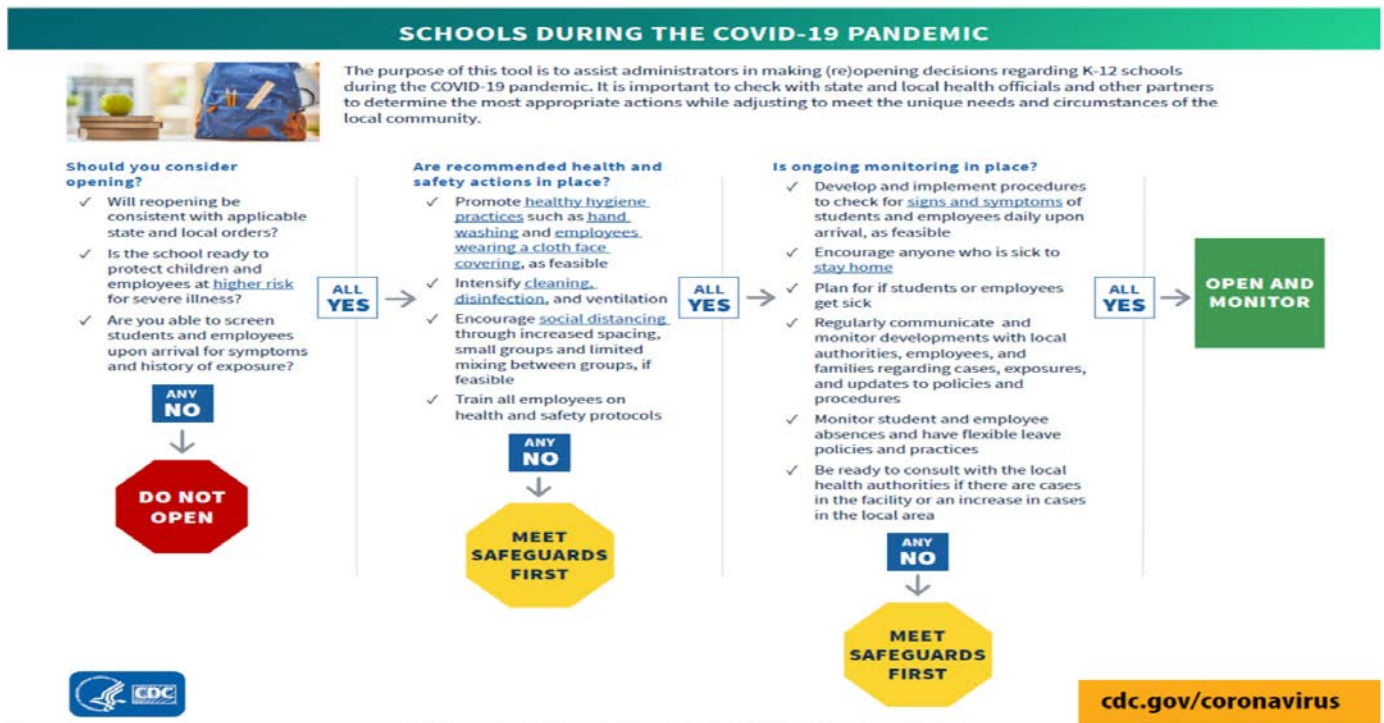 SCHOOLS DURING THE COVID-19 PANDEMIC
The purpose of this tool is to assist administrators in making (re)opening decisions regarding K-12 schools
during the COVID-19 pandemic. It is important to check with state and local health officials and other partners
to determine the most appropriate actions while adjusting to meet the unique needs and circumstances of the
local community.
Should you consider
opening?
✓ Will reopening be
consistent with applicable
state and local orders?
✓ Is the school ready to
protect children and
employees at higher risk
for severe illness?
✓ Are you able to screen
students and employees
upon arrival for symptoms
and history of exposure?
ANY
NO
DO NOT
OPEN
ALL
YES
Are recommended health and
safety actions in place?
✓ Promote healthy hygiene
practices such as hand
washing and employees
wearing a cloth face
covering, as feasible
✓ Intensify cleaning,
disinfection, and ventilation
✓ Encourage social distancing
through increased spacing,
small groups and limited
mixing between groups, if
feasible
✓ Train all employees on
health and safety protocols
ANY
NO
MEET
SAFEGUARDS
FIRST
ALL
YES
Is ongoing monitoring in place?
✓ Develop and implement procedures
to check for signs and symptoms of
students and employees daily upon
arrival, as feasible
✓ Encourage anyone who is sick to
stay home
✓ Plan for if students or employees
get sick
✓ Regularly communicate and
monitor developments with local
authorities, employees, and
families regarding cases, exposures,
and updates to policies and
procedures
✓ Monitor student and employee
absences and have flexible leave
policies and practices
✓ Be ready to consult with the local
health authorities if there are cases
in the facility or an increase in cases
in the local area
ANY
NO
MEET
SAFEGUARDS
FIRST
ALL
YES
OPEN AND
MONITOR
CDC
cdc.gov/coronavirus